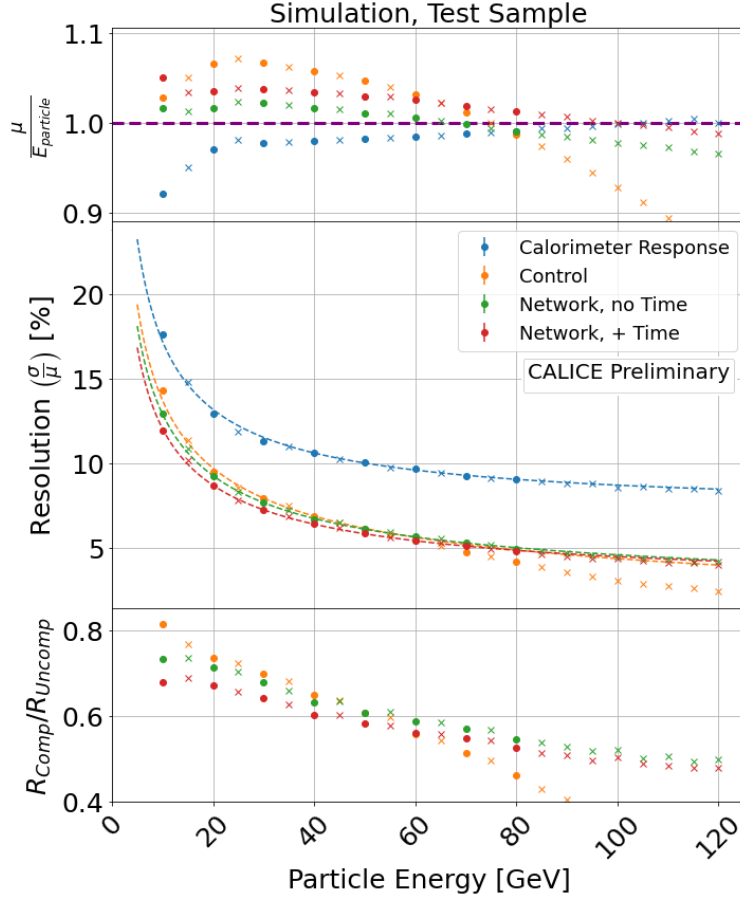 Simulation, Test Sample
1.1
1.0
0.9
μ
E_particle
20
15
10
5
Resolution (σ/μ) [%]
Calorimeter Response
Control
Network, no Time
Network, + Time
CALICE Preliminary
0.8
0.6
0.4
R_Comp/R_Uncomp
0
20
40
60
80
100
120
Particle Energy [GeV]